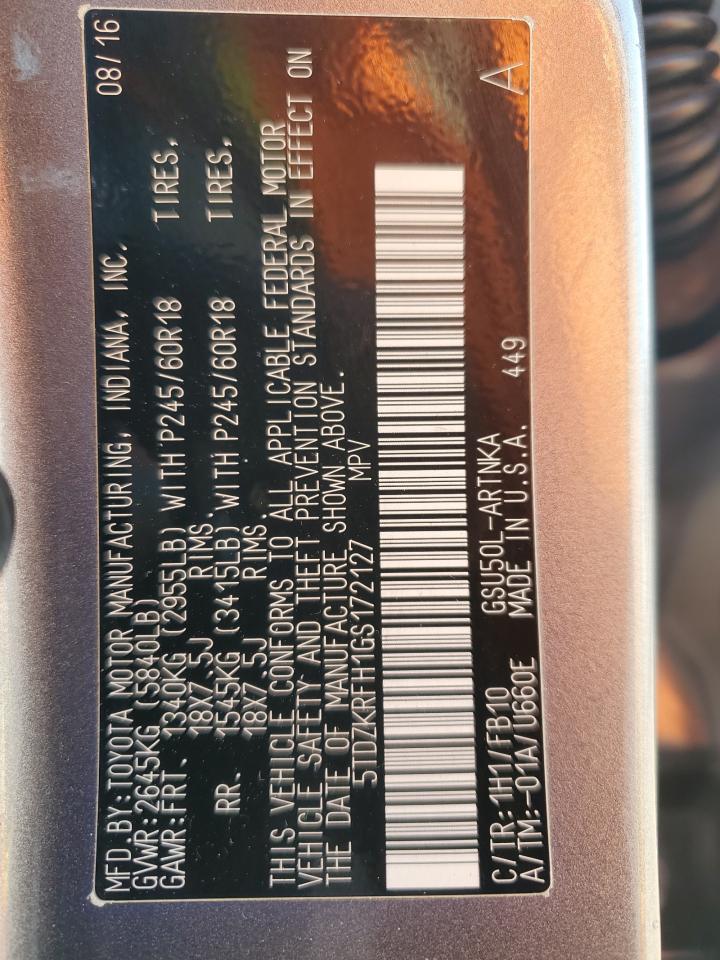 MFD. BY: TOYOTA MOTOR MANUFACTURING, INDIANA, INC. 08/16
GVWR: 2645KG (5840LB)
GAWR: FRT. 1340KG (2955LB) WITH P245/60R18 TIRES,
18X7.5J RIMS
RR. 1545KG (3415LB) WITH P245/60R18 TIRES,
18X7.5J RIMS.
THIS VEHICLE CONFORMS TO ALL APPLICABLE FEDERAL MOTOR
VEHICLE SAFETY AND THEFT PREVENTION STANDARDS IN EFFECT ON
THE DATE OF MANUFACTURE SHOWN ABOVE.
5TDZKRFH1GS172127 MPV
C/TR: 1H1/FB10 GSU50L-ARTNKA A
A/TM: -01A/U660E MADE IN U.S.A. 449